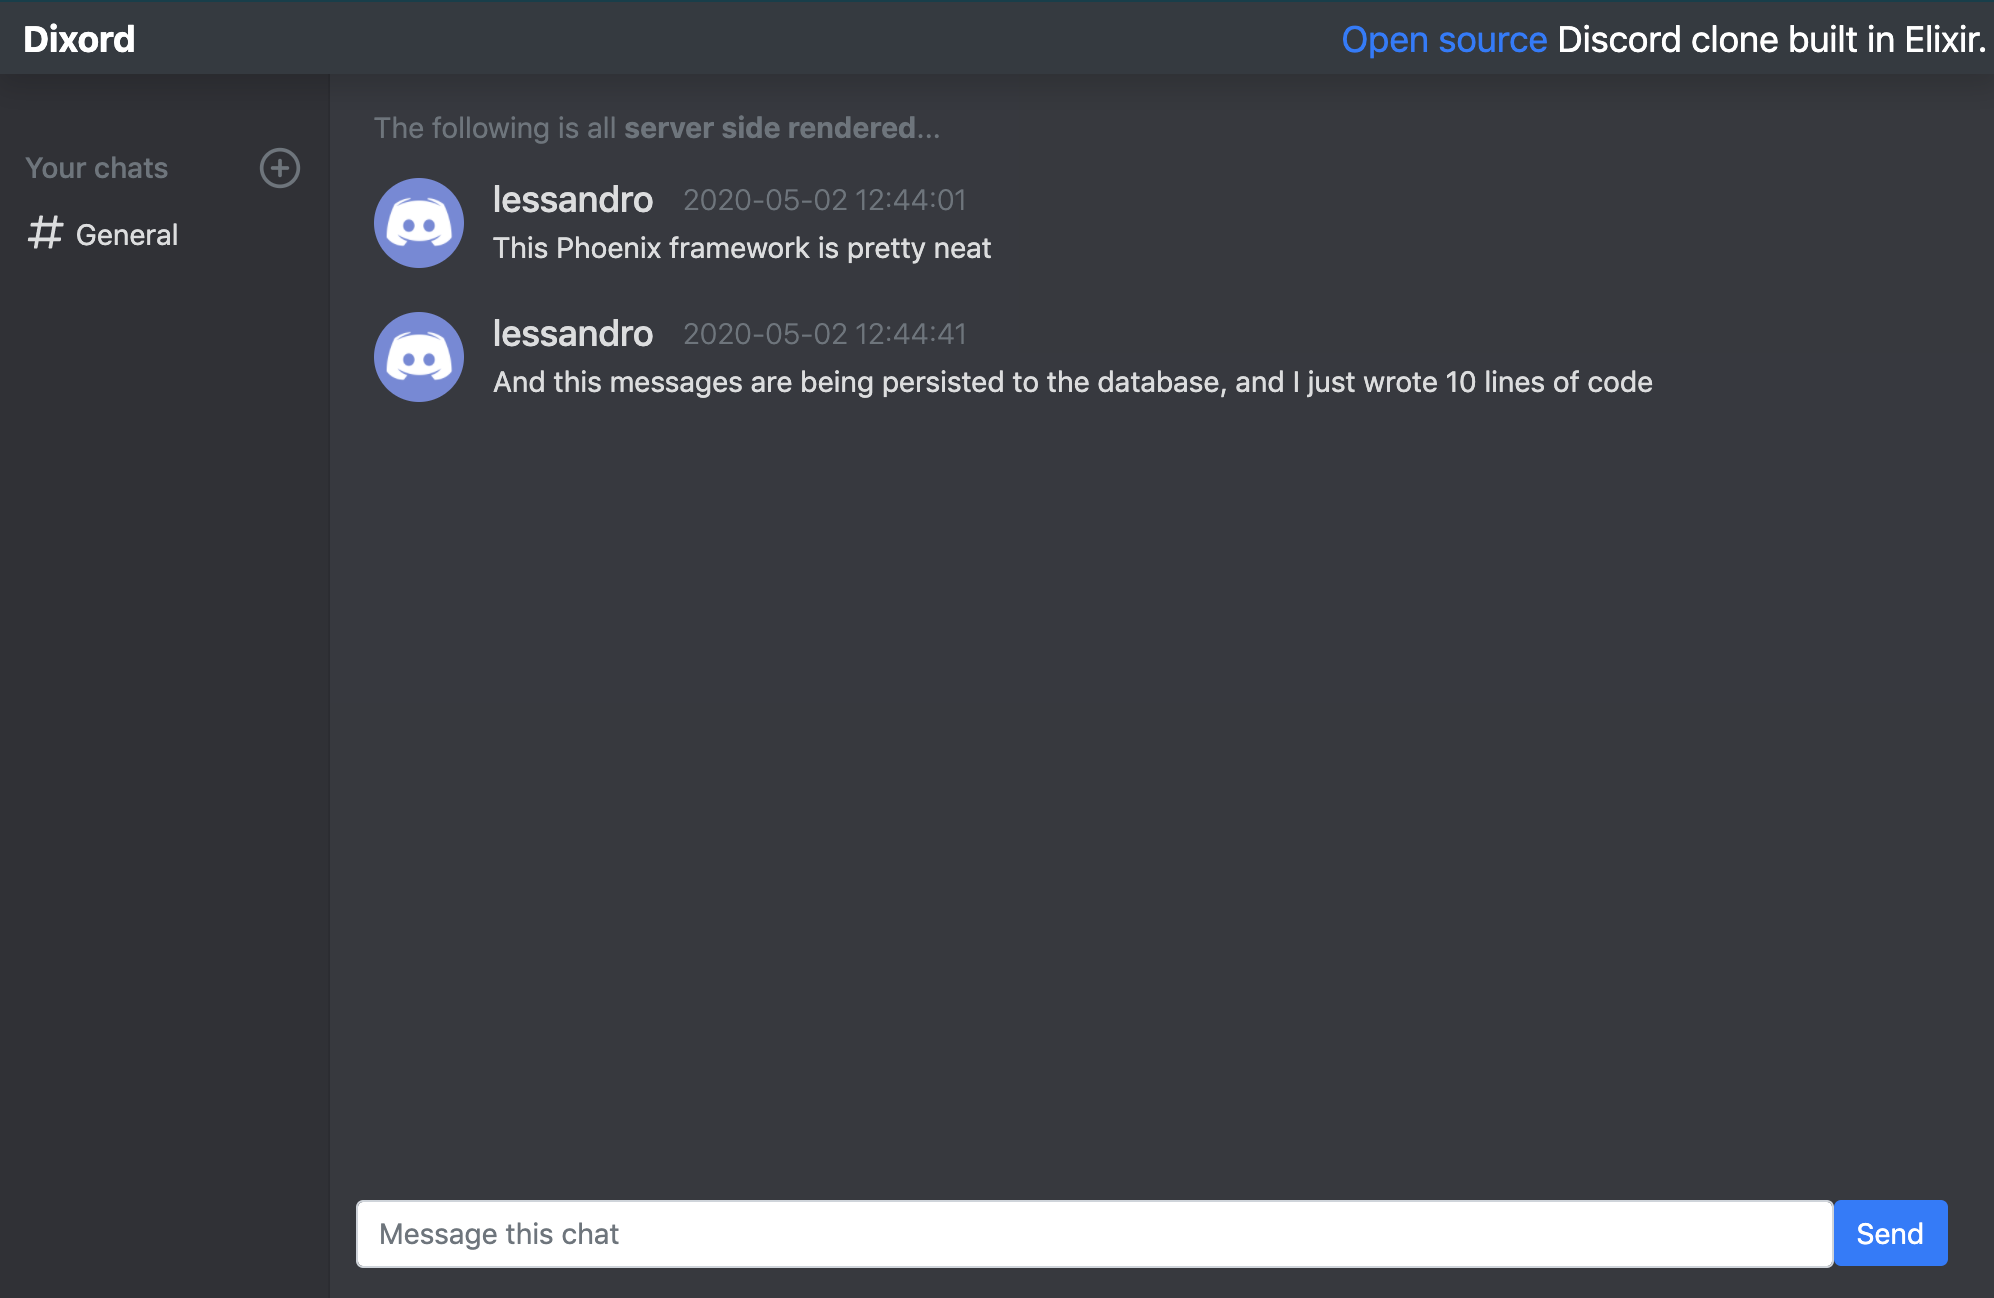 Dixord
Open source Discord clone built in Elixir.
Your chats
# General
The following is all server side rendered...
lessandro 2020-05-02 12:44:01
This Phoenix framework is pretty neat
lessandro 2020-05-02 12:44:41
And this messages are being persisted to the database, and I just wrote 10 lines of code
Message this chat
Send